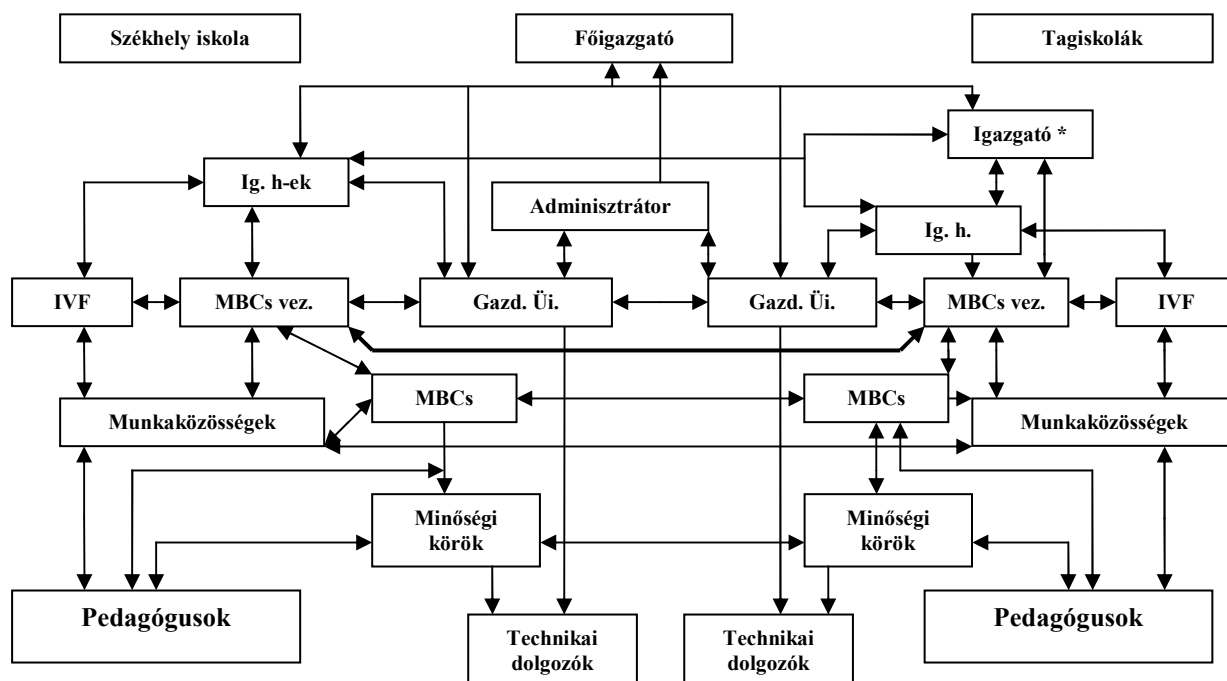 Székhely iskola
Főigazgató
Tagiskolák
Igazgató *
Ig. h-ek
Adminisztrátor
Ig. h.
IVF
MBCs vez.
Gazd. Üi.
Gazd. Üi.
MBCs vez.
IVF
MBCs
MBCs
Munkaközösségek
Munkaközösségek
Minőségi
körök
Minőségi
körök
Pedagógusok
Pedagógusok
Technikai
dolgozók
Technikai
dolgozók